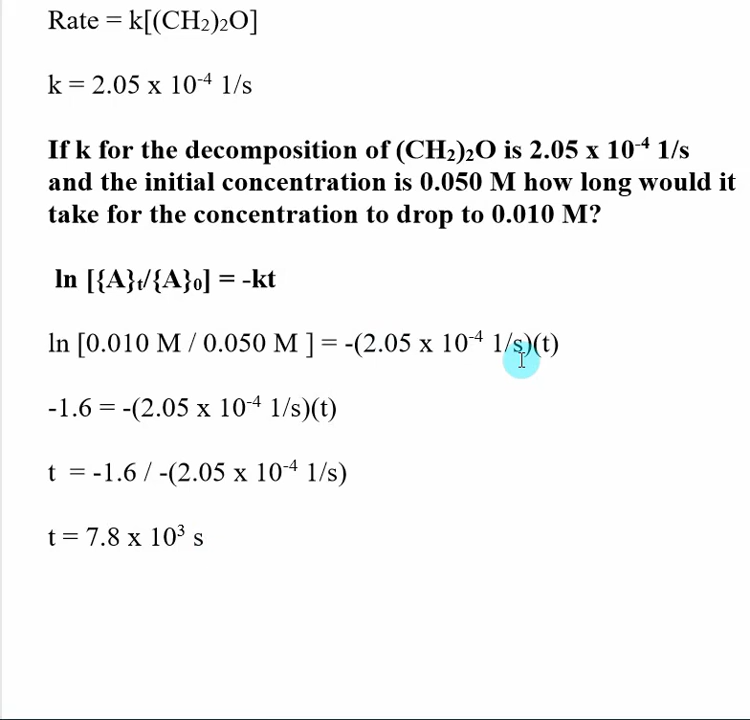 Rate = k[(CH₂)₂O]
k = 2.05 x 10⁻⁴ 1/s
If k for the decomposition of (CH₂)₂O is 2.05 x 10⁻⁴ 1/s
and the initial concentration is 0.050 M how long would it
take for the concentration to drop to 0.010 M?
ln [{A}ₜ/{A}₀] = -kt
ln [0.010 M / 0.050 M ] = -(2.05 x 10⁻⁴ 1/s)(t)
-1.6 = -(2.05 x 10⁻⁴ 1/s)(t)
t = -1.6 / -(2.05 x 10⁻⁴ 1/s)
t = 7.8 x 10³ s